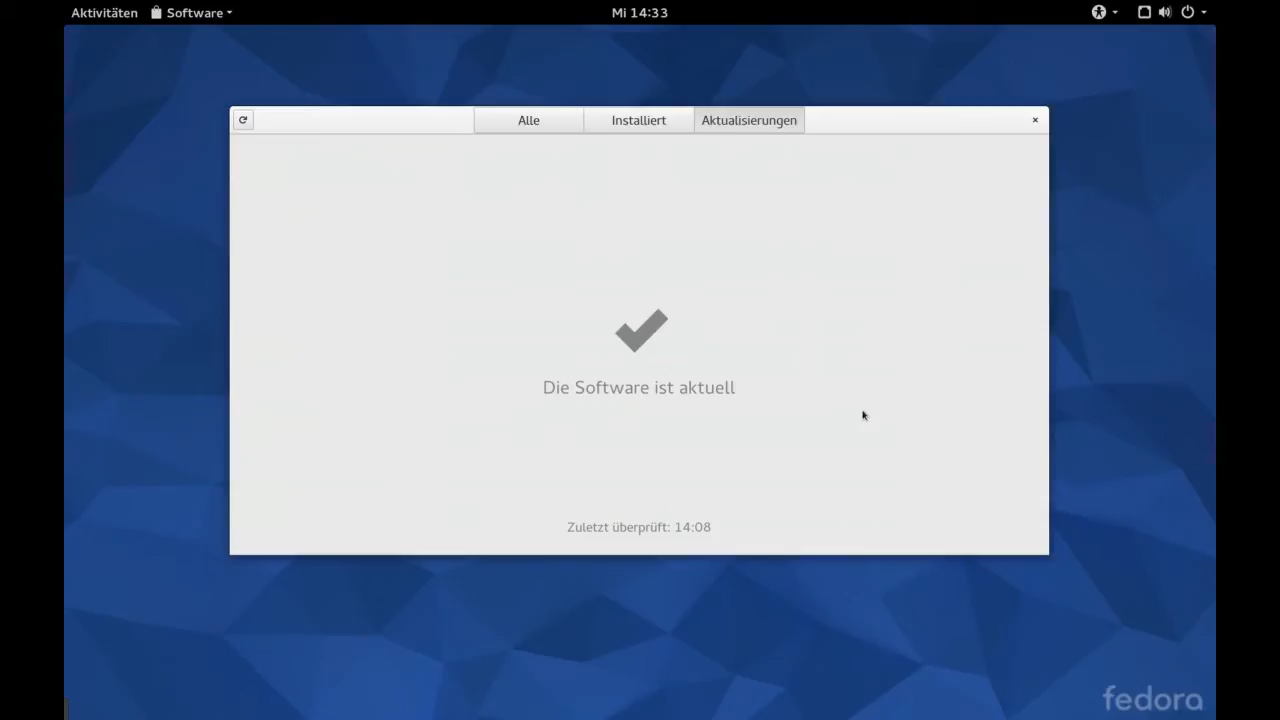 Aktivitäten Software Mi 14:33
Alle Installiert Aktualisierungen
Die Software ist aktuell
Zuletzt überprüft: 14:08
fedora